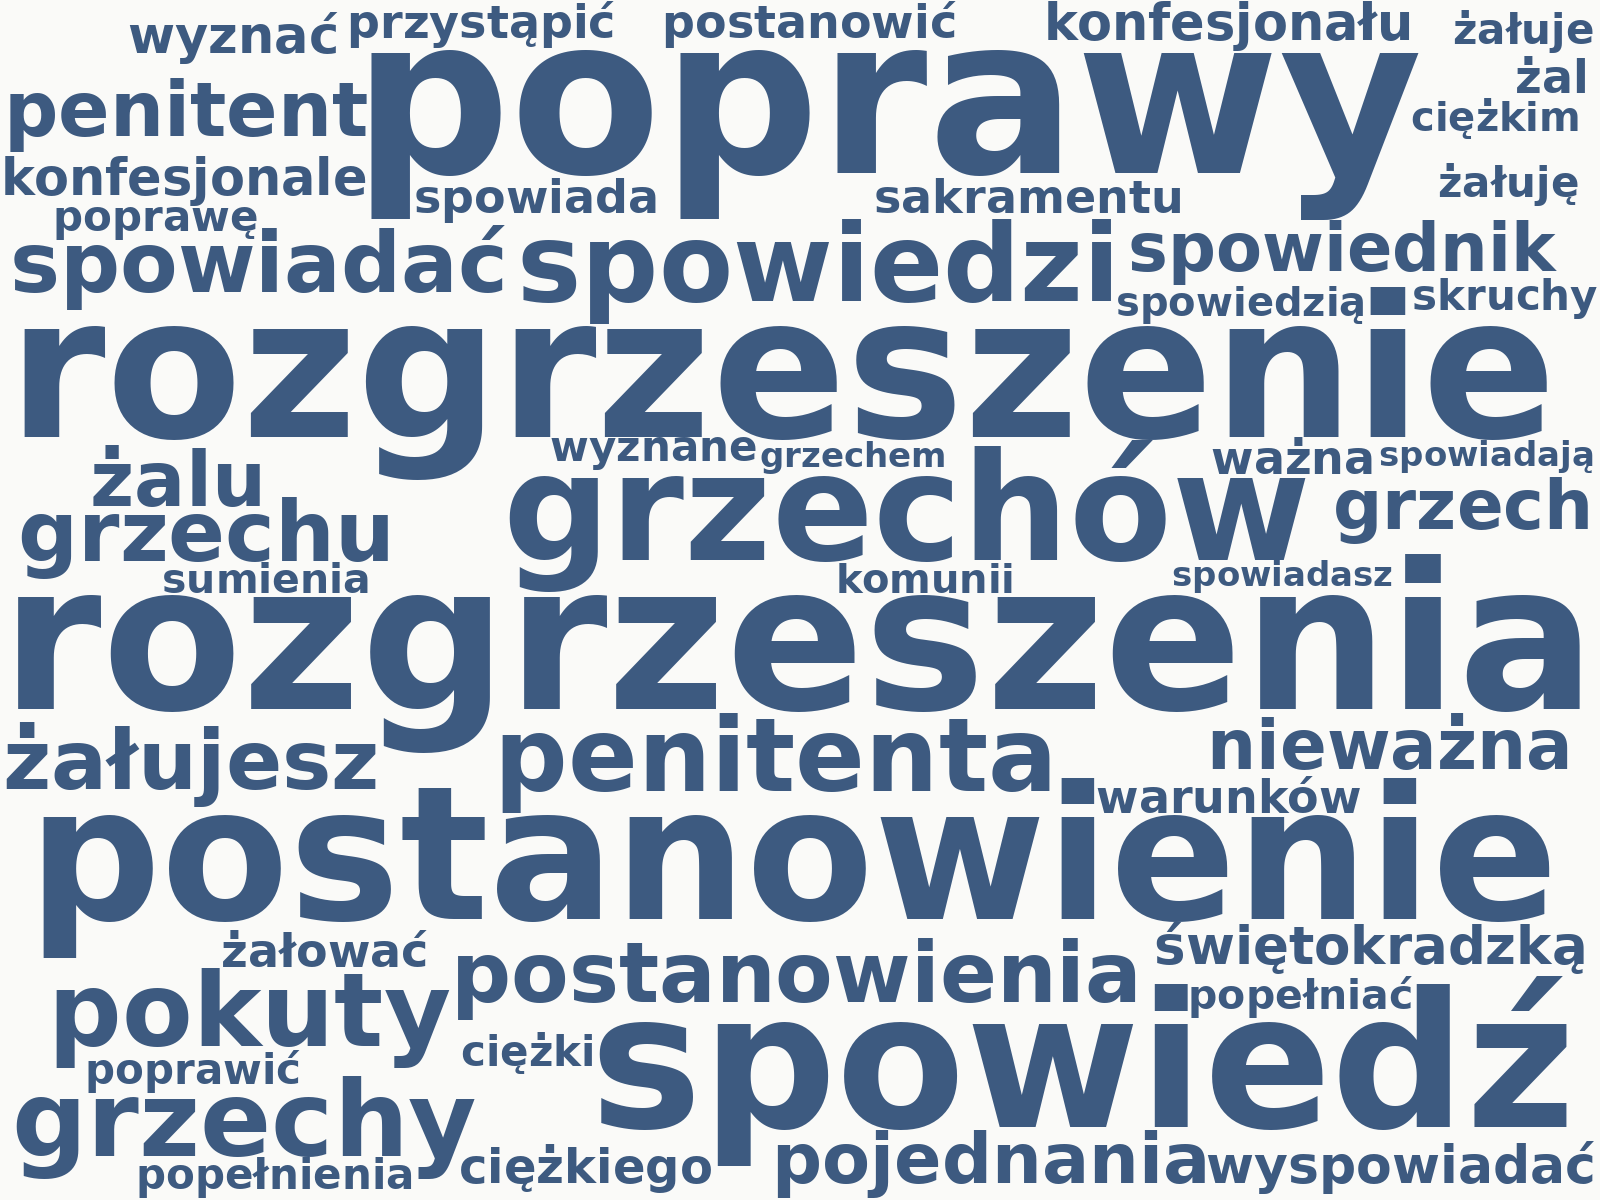 wyznać przystąpić postanowić konfesjonału żałuje
penitent poprawy żal
ciężkim
konfesjonale spowiada sakramentu żałuję
poprawę
spowiadać spowiedzi spowiednik
spowiedzią skruchy
rozgrzeszenie
wyznane grzechem ważna spowiadają
żalu grzechów grzech
grzechu
sumienia komunii spowiadasz
rozgrzeszenia
żałujesz penitenta nieważna
warunków
postanowienie
żałować postanowienia świętokradzką
pokuty popełniać
ciężki spowiedź
poprawić
grzechy
popełnienia ciężkiego pojednania wyspowiadać